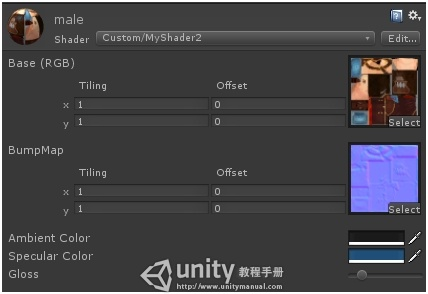 male
Shader Custom/MyShader2 Edit...
Base (RGB)
Tiling Offset
x 1 0
y 1 0
Select
BumpMap
Tiling Offset
x 1 0
y 1 0
Select
Ambient Color
Specular Color
Gloss
unity 教程手册
http://www.unitymanual.com